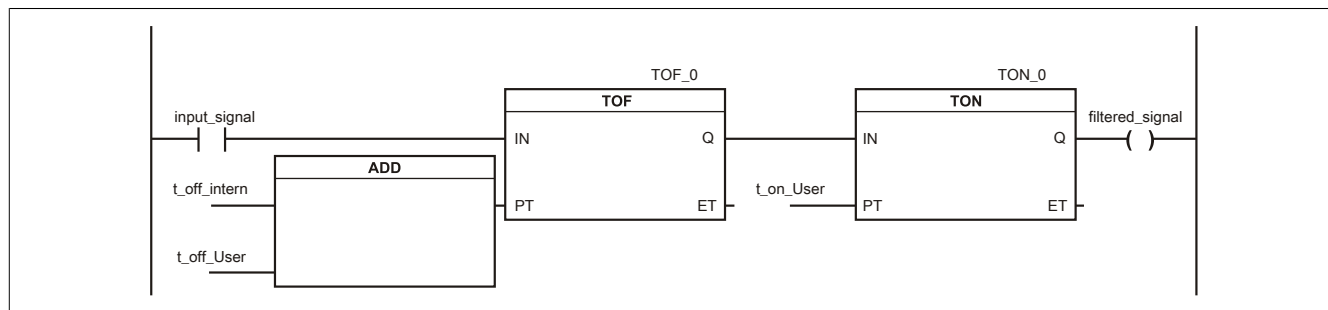 TOF_0
TON_0
TOF
TON
input_signal
filtered_signal
IN
Q
IN
Q
ADD
t_off_intern
PT
ET
t_on_User
PT
ET
t_off_User